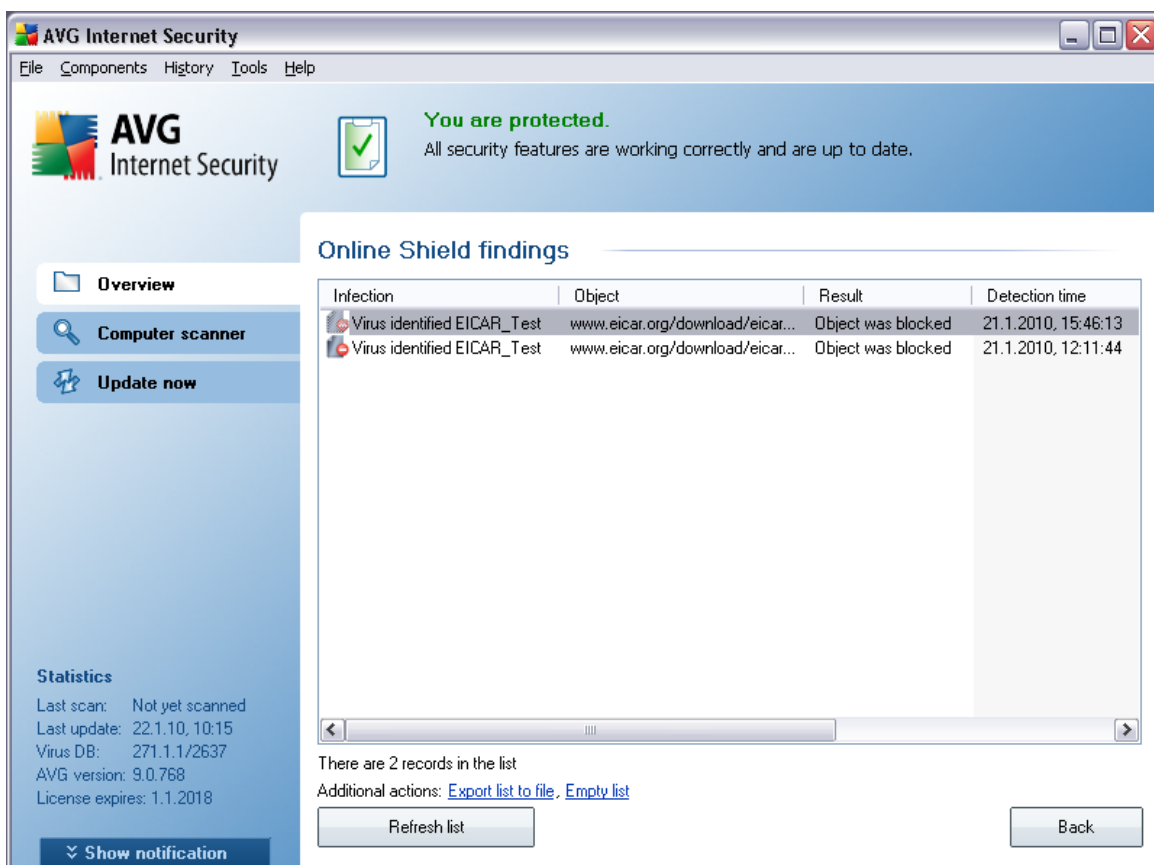 AVG Internet Security
File Components History Tools Help
AVG
Internet Security
You are protected.
All security features are working correctly and are up to date.
Overview
Computer scanner
Update now
Online Shield findings
Infection Object Result Detection time
Virus identified EICAR_Test www.eicar.org/download/eicar... Object was blocked 21.1.2010, 15:46:13
Virus identified EICAR_Test www.eicar.org/download/eicar... Object was blocked 21.1.2010, 12:11:44
There are 2 records in the list
Additional actions: Export list to file, Empty list
Refresh list Back
Statistics
Last scan: Not yet scanned
Last update: 22.1.10, 10:15
Virus DB: 271.1.1/2637
AVG version: 9.0.768
License expires: 1.1.2018
Show notification